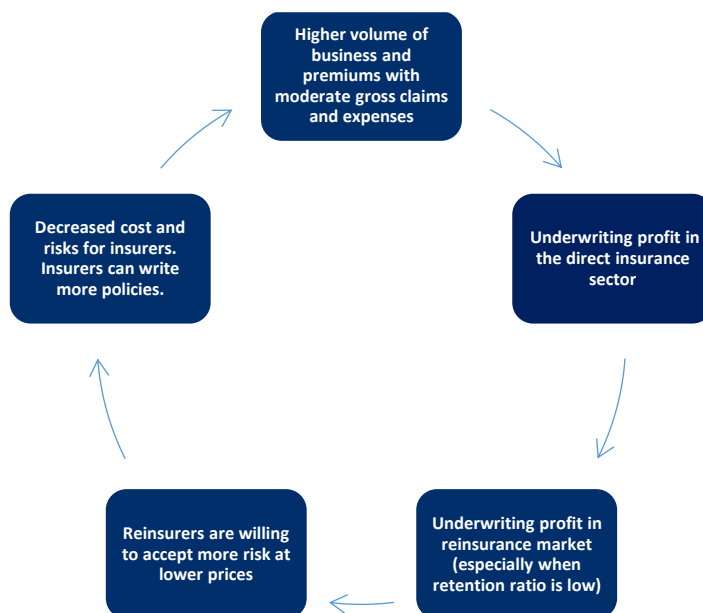 Higher volume of
business and
premiums with
moderate gross claims
and expenses
Underwriting profit in
the direct insurance
sector
Underwriting profit in
reinsurance market
(especially when
retention ratio is low)
Reinsurers are willing
to accept more risk at
lower prices
Decreased cost and
risks for insurers.
Insurers can write
more policies.